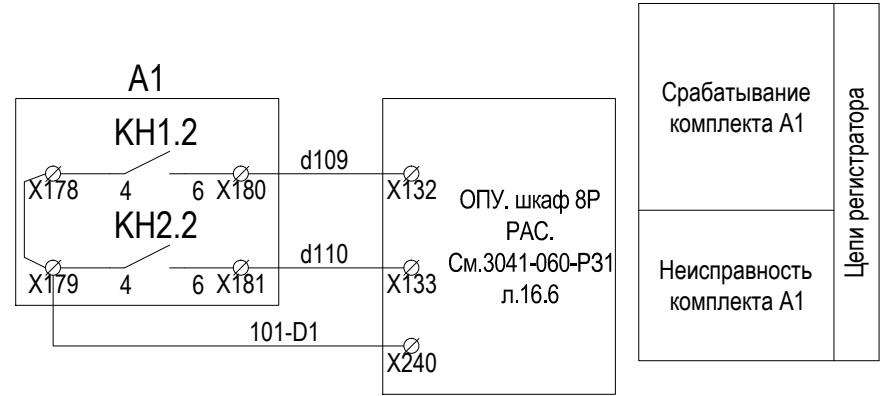 A1
KH1.2
X178 4 6 X180
d109
X132
KH2.2
X179 4 6 X181
d110
X133
101-D1
X240
ОПУ. шкаф 8Р
РАС.
См.3041-060-РЗ1
л.16.6
Срабатывание
комплекта А1
Неисправность
комплекта А1
Цепи регистратора